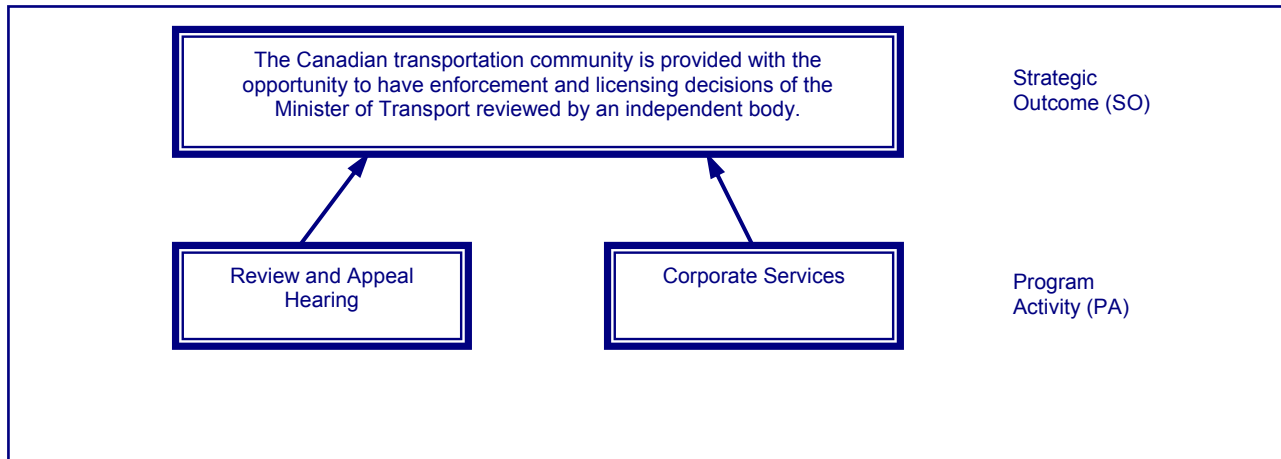 The Canadian transportation community is provided with the
opportunity to have enforcement and licensing decisions of the
Minister of Transport reviewed by an independent body.
Strategic
Outcome (SO)
Review and Appeal
Hearing
Corporate Services
Program
Activity (PA)